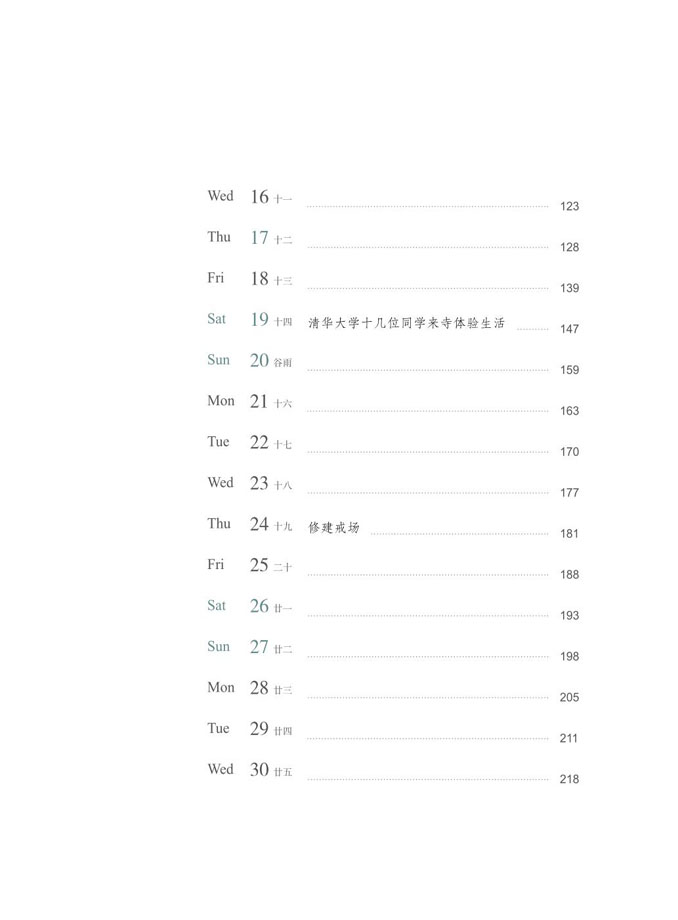 Wed 16 十一 123
Thu 17 十二 128
Fri 18 十三 139
Sat 19 十四 清华大学十几位同学来寺体验生活 147
Sun 20 谷雨 159
Mon 21 十六 163
Tue 22 十七 170
Wed 23 十八 177
Thu 24 十九 修建戒场 181
Fri 25 二十 188
Sat 26 廿一 193
Sun 27 廿二 198
Mon 28 廿三 205
Tue 29 廿四 211
Wed 30 廿五 218